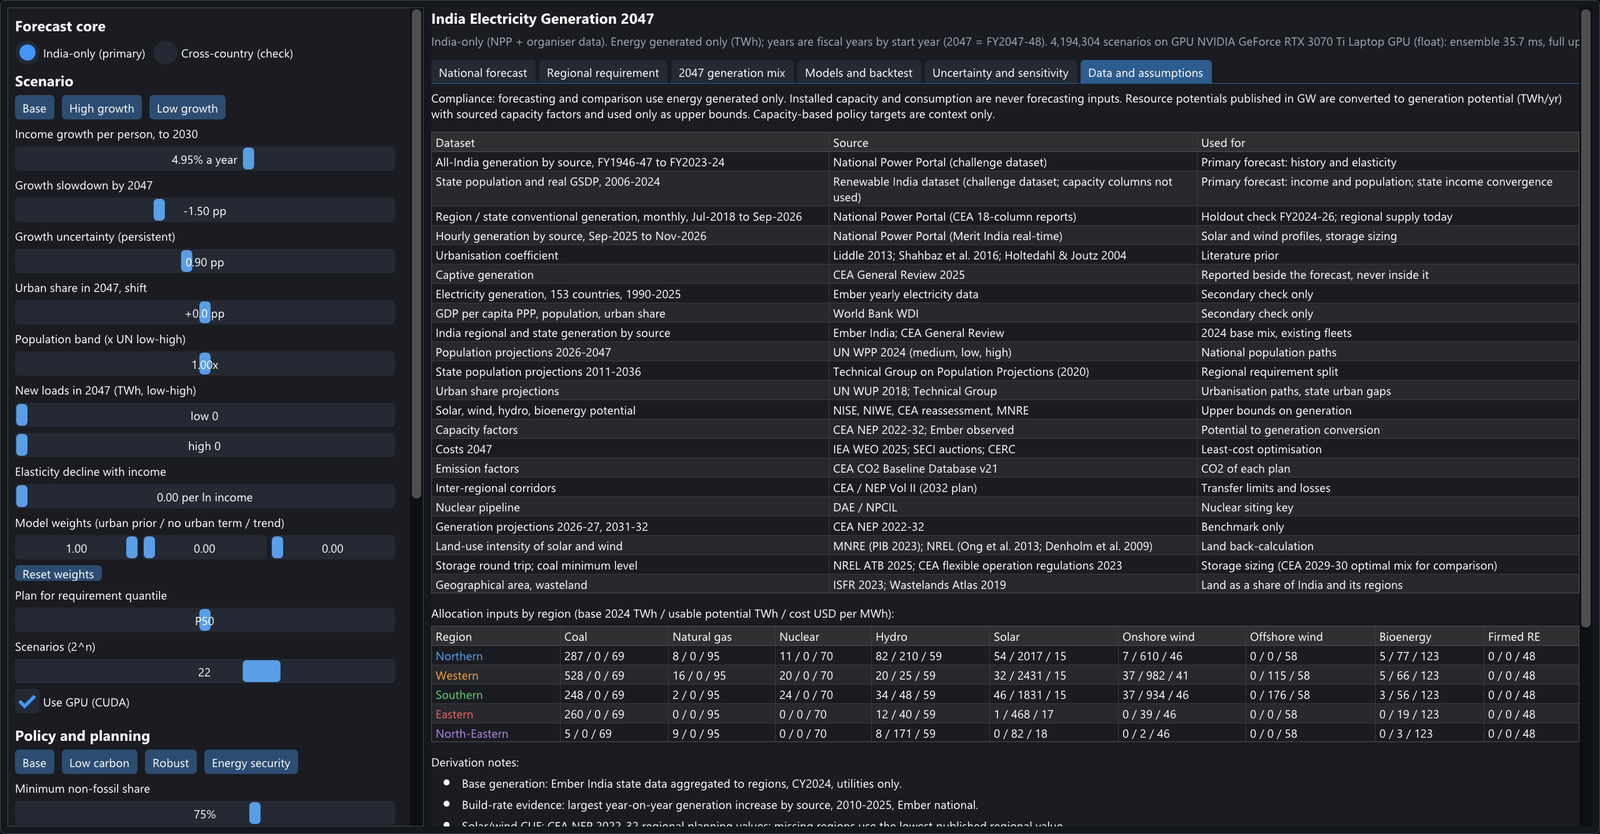 Forecast core
India-only (primary)
Cross-country (check)
Scenario
Base
High growth
Low growth
Income growth per person, to 2030
4.95% a year
Growth slowdown by 2047
-1.50 pp
Growth uncertainty (persistent)
0.90 pp
Urban share in 2047, shift
+0.0 pp
Population band (x UN low-high)
1.00x
New loads in 2047 (TWh, low-high)
low 0
high 0
Elasticity decline with income
0.00 per ln income
Model weights (urban prior / no urban term / trend)
1.00 0.00 0.00
Reset weights
Plan for requirement quantile
P50
Scenarios (2^n)
22
Use GPU (CUDA)
Policy and planning
Base
Low carbon
Robust
Energy security
Minimum non-fossil share
75%
India Electricity Generation 2047
India-only (NPP + organiser data). Energy generated only (TWh); years are fiscal years by start year (2047 = FY2047-48). 4,194,304 scenarios on GPU NVIDIA GeForce RTX 3070 Ti Laptop GPU (float): ensemble 35.7 ms, full up
National forecast
Regional requirement
2047 generation mix
Models and backtest
Uncertainty and sensitivity
Data and assumptions
Compliance: forecasting and comparison use energy generated only. Installed capacity and consumption are never forecasting inputs. Resource potentials published in GW are converted to generation potential (TWh/yr)
with sourced capacity factors and used only as upper bounds. Capacity-based policy targets are context only.
Dataset Source Used for
All-India generation by source, FY1946-47 to FY2023-24 National Power Portal (challenge dataset) Primary forecast: history and elasticity
State population and real GSDP, 2006-2024 Renewable India dataset (challenge dataset; capacity columns not Primary forecast: income and population; state income convergence
used)
Region / state conventional generation, monthly, Jul-2018 to Sep-2026 National Power Portal (CEA 18-column reports) Holdout check FY2024-26; regional supply today
Hourly generation by source, Sep-2025 to Nov-2026 National Power Portal (Merit India real-time) Solar and wind profiles, storage sizing
Urbanisation coefficient Liddle 2013; Shahbaz et al. 2016; Holtedahl & Joutz 2004 Literature prior
Captive generation CEA General Review 2025 Reported beside the forecast, never inside it
Electricity generation, 153 countries, 1990-2025 Ember yearly electricity data Secondary check only
GDP per capita PPP, population, urban share World Bank WDI Secondary check only
India regional and state generation by source Ember India; CEA General Review 2024 base mix, existing fleets
Population projections 2026-2047 UN WPP 2024 (medium, low, high) National population paths
State population projections 2011-2036 Technical Group on Population Projections (2020) Regional requirement split
Urban share projections UN WUP 2018; Technical Group Urbanisation paths, state urban gaps
Solar, wind, hydro, bioenergy potential NISE, NIWE, CEA reassessment, MNRE Upper bounds on generation
Capacity factors CEA NEP 2022-32; Ember observed Potential to generation conversion
Costs 2047 IEA WEO 2025; SECI auctions; CERC Least-cost optimisation
Emission factors CEA CO2 Baseline Database v21 CO2 of each plan
Inter-regional corridors CEA / NEP Vol II (2032 plan) Transfer limits and losses
Nuclear pipeline DAE / NPCIL Nuclear siting key
Generation projections 2026-27, 2031-32 CEA NEP 2022-32 Benchmark only
Land-use intensity of solar and wind MNRE (PIB 2023); NREL (Ong et al. 2013; Denholm et al. 2009) Land back-calculation
Storage round trip; coal minimum level NREL ATB 2025; CEA flexible operation regulations 2023 Storage sizing (CEA 2029-30 optimal mix for comparison)
Geographical area, wasteland ISFR 2023; Wastelands Atlas 2019 Land as a share of India and its regions
Allocation inputs by region (base 2024 TWh / usable potential TWh / cost USD per MWh):
Region Coal Natural gas Nuclear Hydro Solar Onshore wind Offshore wind Bioenergy Firmed RE
Northern 287 / 0 / 69 8 / 0 / 95 11 / 0 / 70 82 / 210 / 59 54 / 2017 / 15 7 / 610 / 46 0 / 0 / 58 5 / 77 / 123 0 / 0 / 48
Western 528 / 0 / 69 16 / 0 / 95 20 / 0 / 70 20 / 25 / 59 32 / 2431 / 15 37 / 982 / 41 0 / 115 / 58 5 / 66 / 123 0 / 0 / 48
Southern 248 / 0 / 69 2 / 0 / 95 24 / 0 / 70 34 / 48 / 59 46 / 1831 / 15 37 / 934 / 46 0 / 176 / 58 3 / 56 / 123 0 / 0 / 48
Eastern 260 / 0 / 69 0 / 0 / 95 0 / 0 / 70 12 / 40 / 59 1 / 468 / 17 0 / 39 / 46 0 / 0 / 58 0 / 19 / 123 0 / 0 / 48
North-Eastern 5 / 0 / 69 9 / 0 / 95 0 / 0 / 70 8 / 171 / 59 0 / 82 / 18 0 / 2 / 46 0 / 0 / 58 0 / 3 / 123 0 / 0 / 48
Derivation notes:
Base generation: Ember India state data aggregated to regions, CY2024, utilities only.
Build-rate evidence: largest year-on-year generation increase by source, 2010-2025, Ember national.
Solar/wind CUF: CEA NEP 2022-32 regional planning values; missing regions use the lowest published regional value